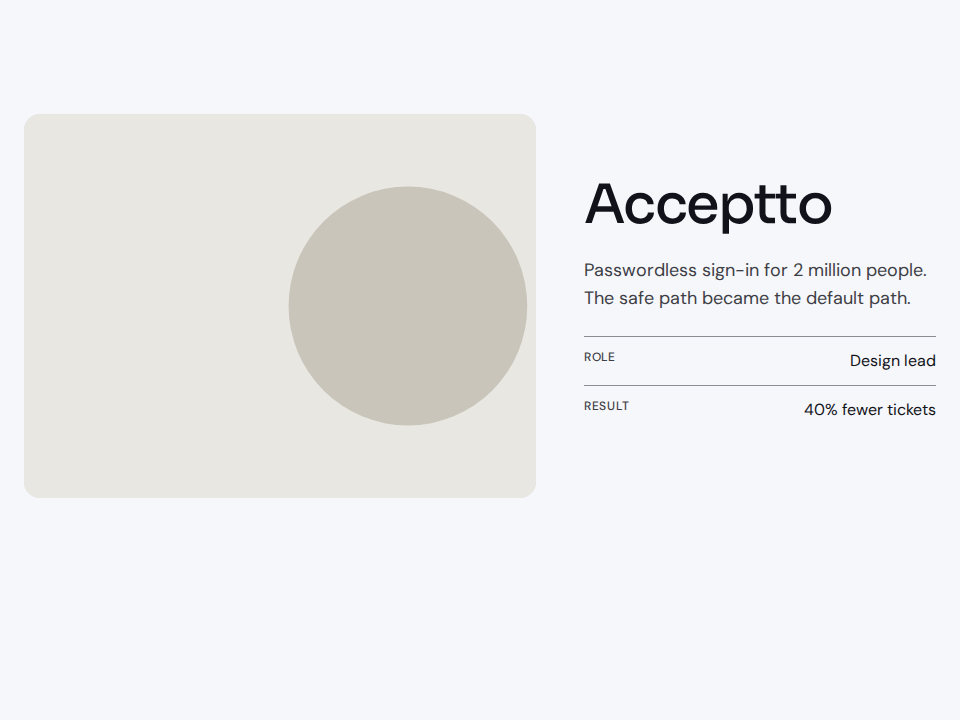 Acceptto
Passwordless sign-in for 2 million people.
The safe path became the default path.
ROLE
Design lead
RESULT
40% fewer tickets